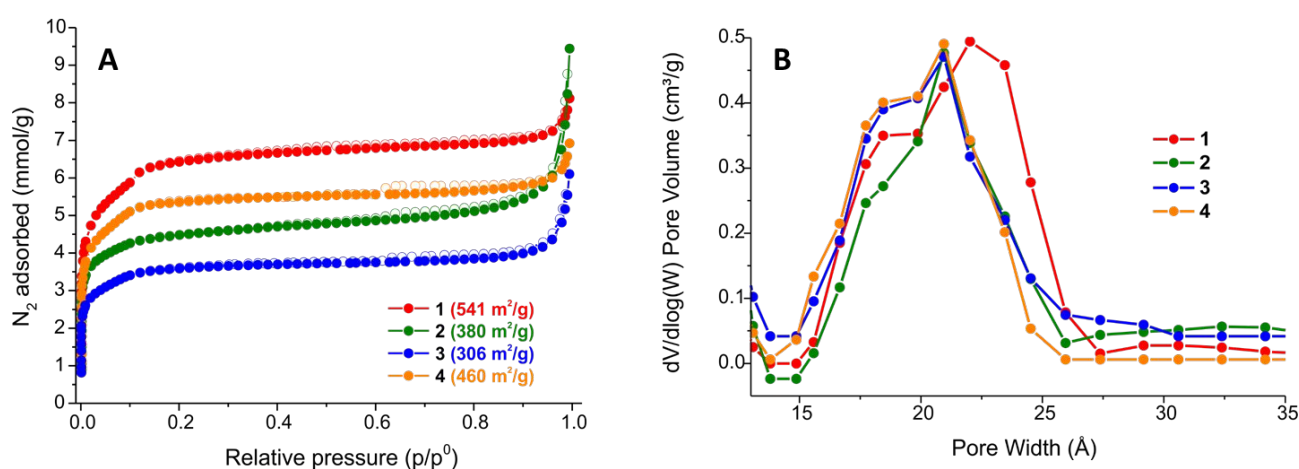 A
N₂ adsorbed (mmol/g)
10
9
8
7
6
5
4
3
2
1
0
0.0 0.2 0.4 0.6 0.8 1.0
Relative pressure (p/p⁰)
1 (541 m²/g)
2 (380 m²/g)
3 (306 m²/g)
4 (460 m²/g)
B
dV/dlog(W) Pore Volume (cm³/g)
0.5
0.4
0.3
0.2
0.1
0.0
15 20 25 30 35
Pore Width (Å)
1
2
3
4